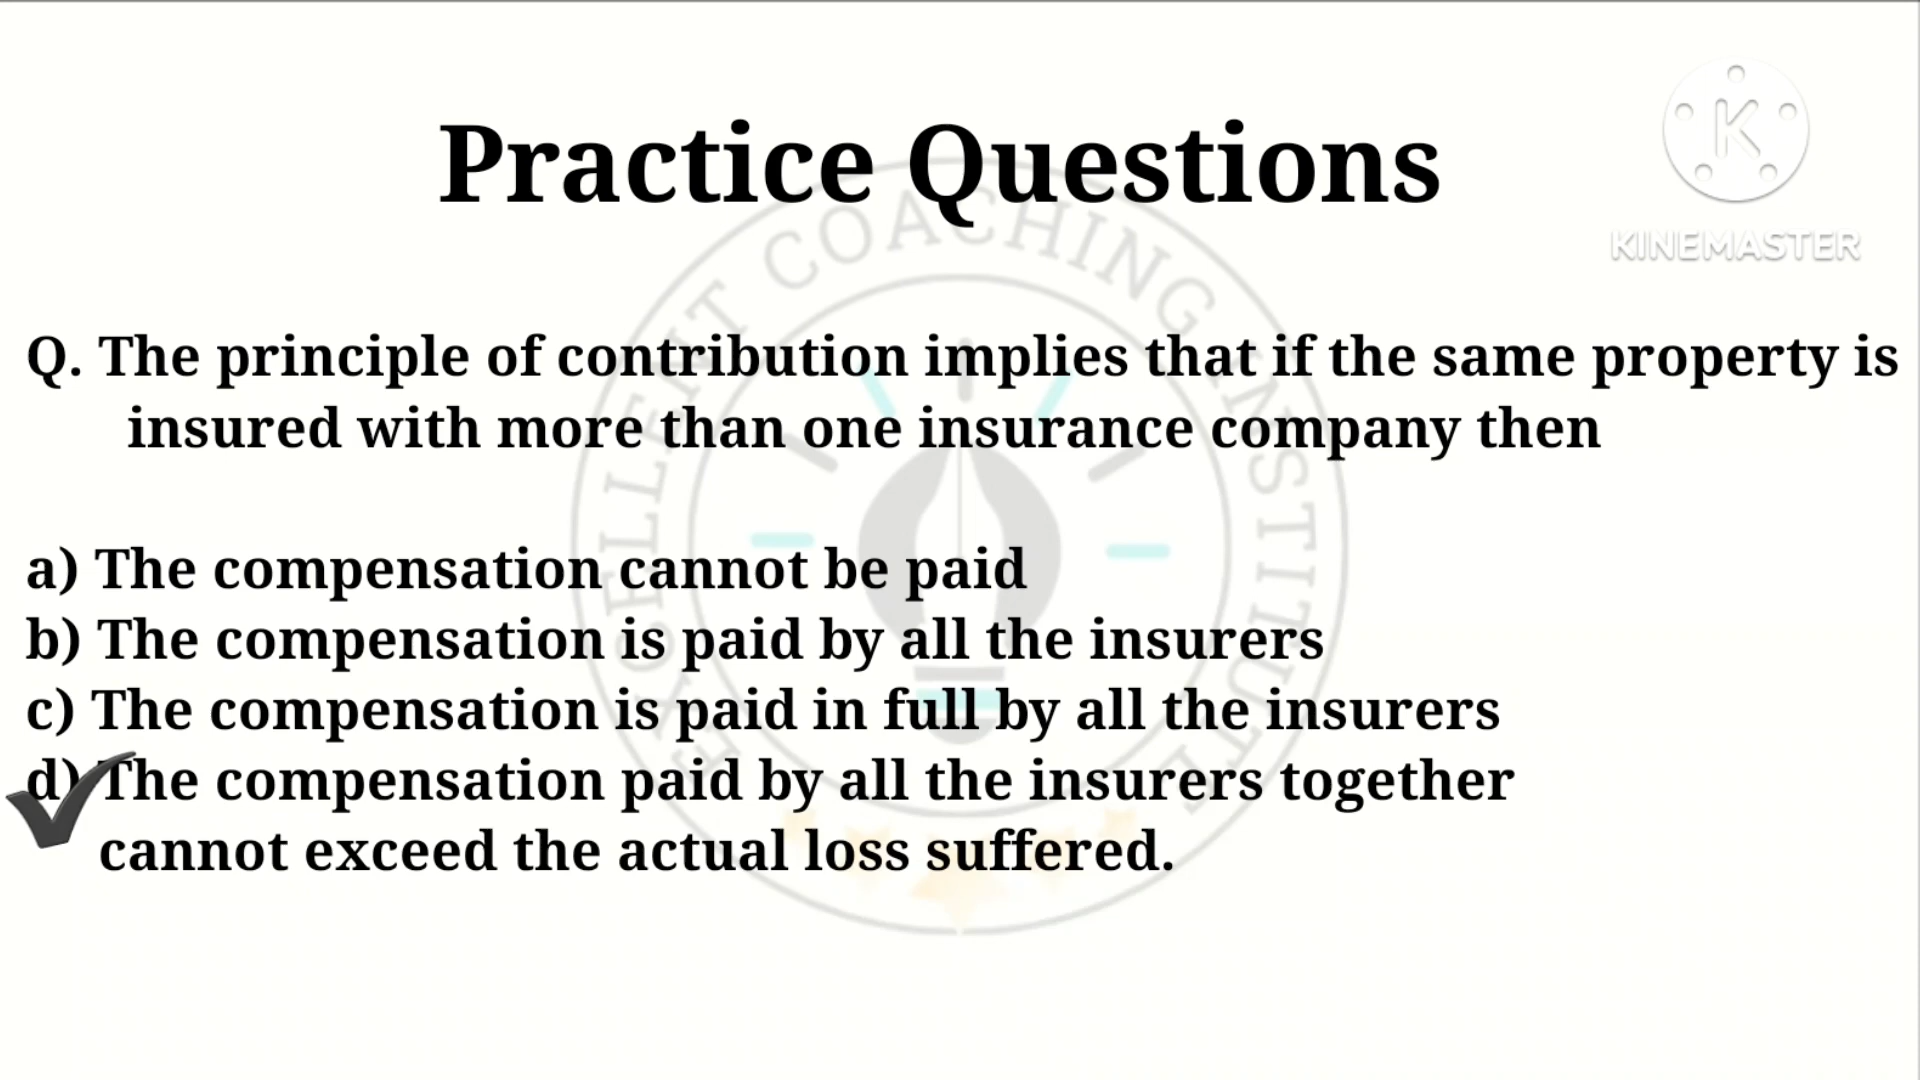 Practice Questions
K
KINEMASTER
EXCELLENT COACHING INSTITUTE
Q. The principle of contribution implies that if the same property is
insured with more than one insurance company then
a) The compensation cannot be paid
b) The compensation is paid by all the insurers
c) The compensation is paid in full by all the insurers
d) The compensation paid by all the insurers together
cannot exceed the actual loss suffered.